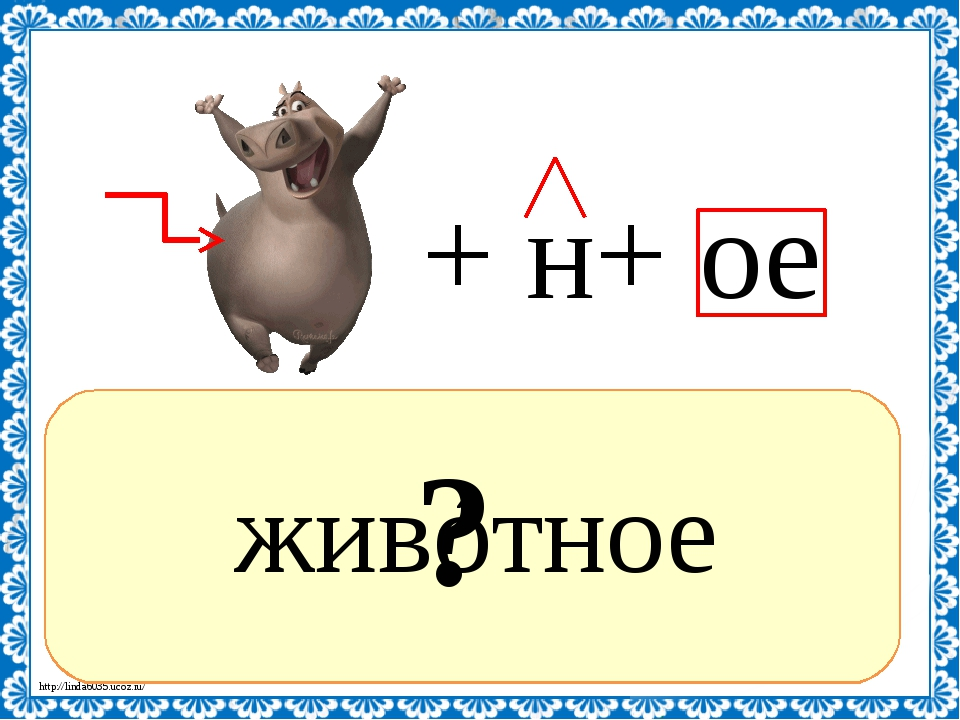 + н+ ое
животное
?
http://linda6035.ucoz.ru/